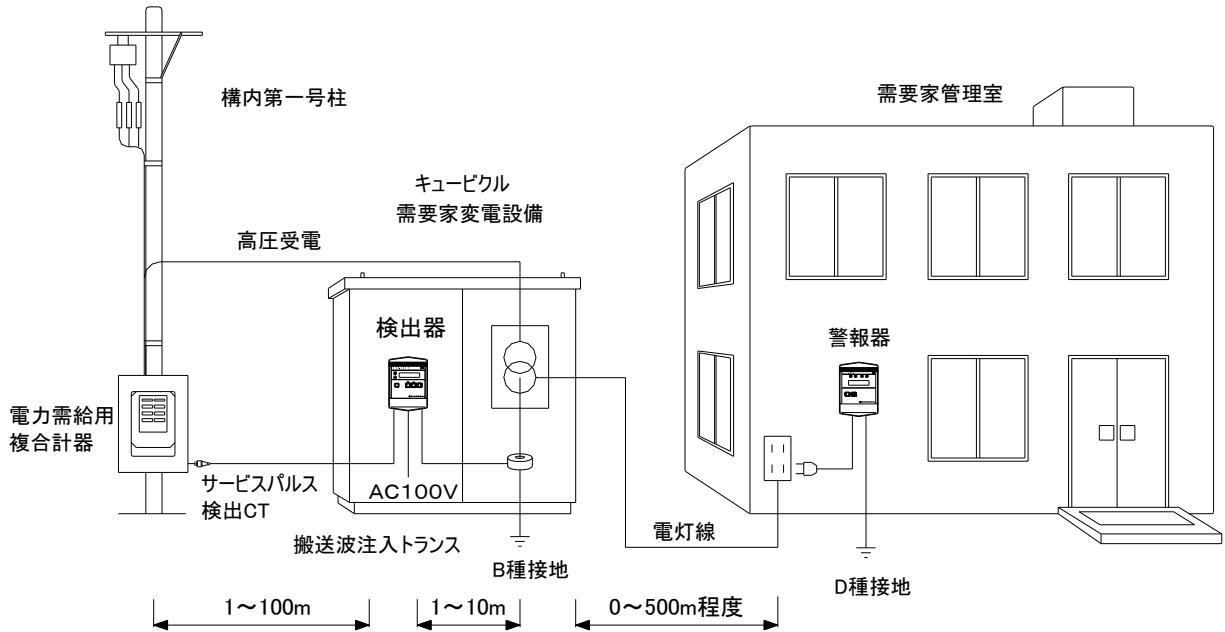 構内第一号柱
需要家管理室
キュービクル
需要家変電設備
高圧受電
検出器
警報器
電力需給用
複合計器
サービスパルス
検出CT
AC100V
搬送波注入トランス
電灯線
B種接地
D種接地
1～100m
1～10m
0～500m程度